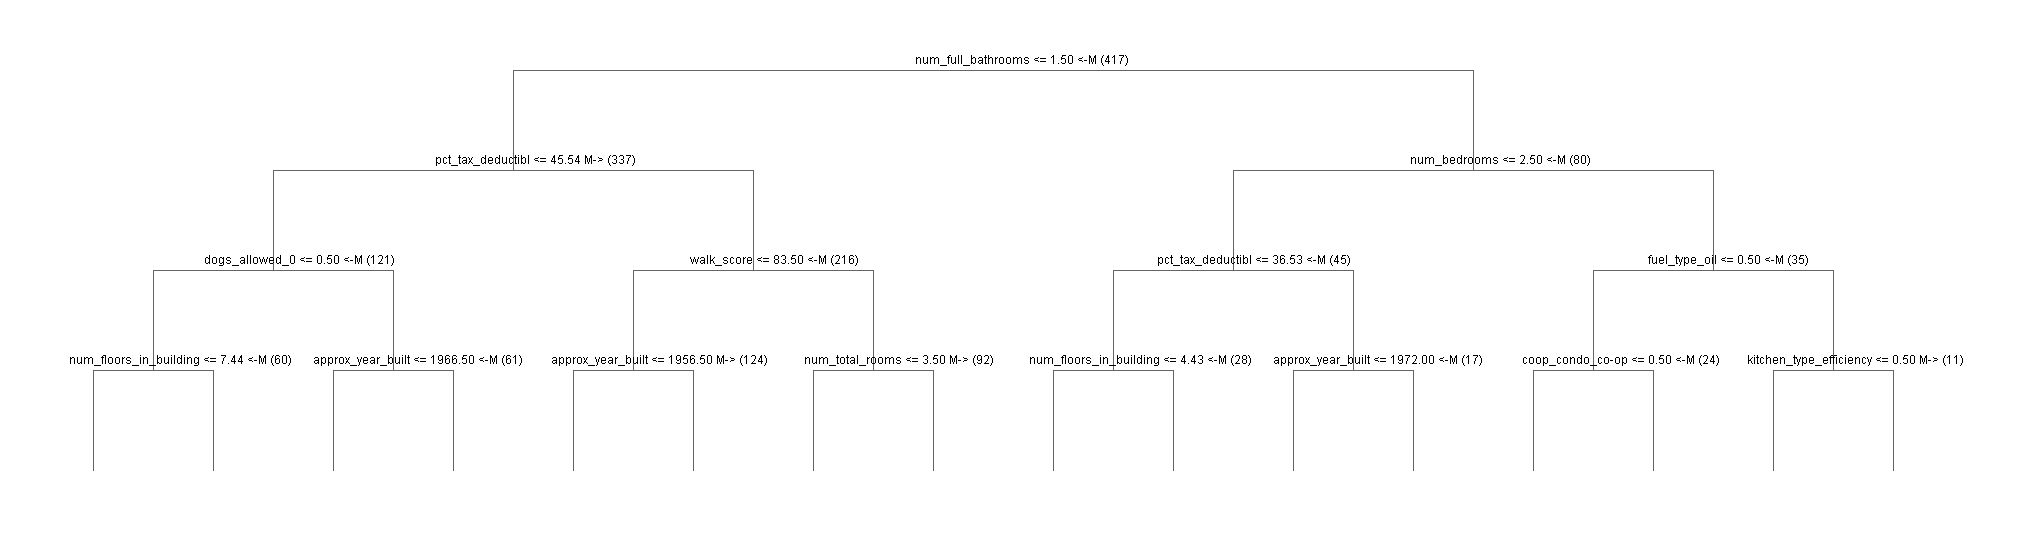 num_full_bathrooms <= 1.50 <-M (417)
pct_tax_deductibl <= 45.54 M-> (337)
num_bedrooms <= 2.50 <-M (80)
dogs_allowed_0 <= 0.50 <-M (121)
walk_score <= 83.50 <-M (216)
pct_tax_deductibl <= 36.53 <-M (45)
fuel_type_oil <= 0.50 <-M (35)
num_floors_in_building <= 7.44 <-M (60)
approx_year_built <= 1966.50 <-M (61)
approx_year_built <= 1956.50 M-> (124)
num_total_rooms <= 3.50 M-> (92)
num_floors_in_building <= 4.43 <-M (28)
approx_year_built <= 1972.00 <-M (17)
coop_condo_co-op <= 0.50 <-M (24)
kitchen_type_efficiency <= 0.50 M-> (11)